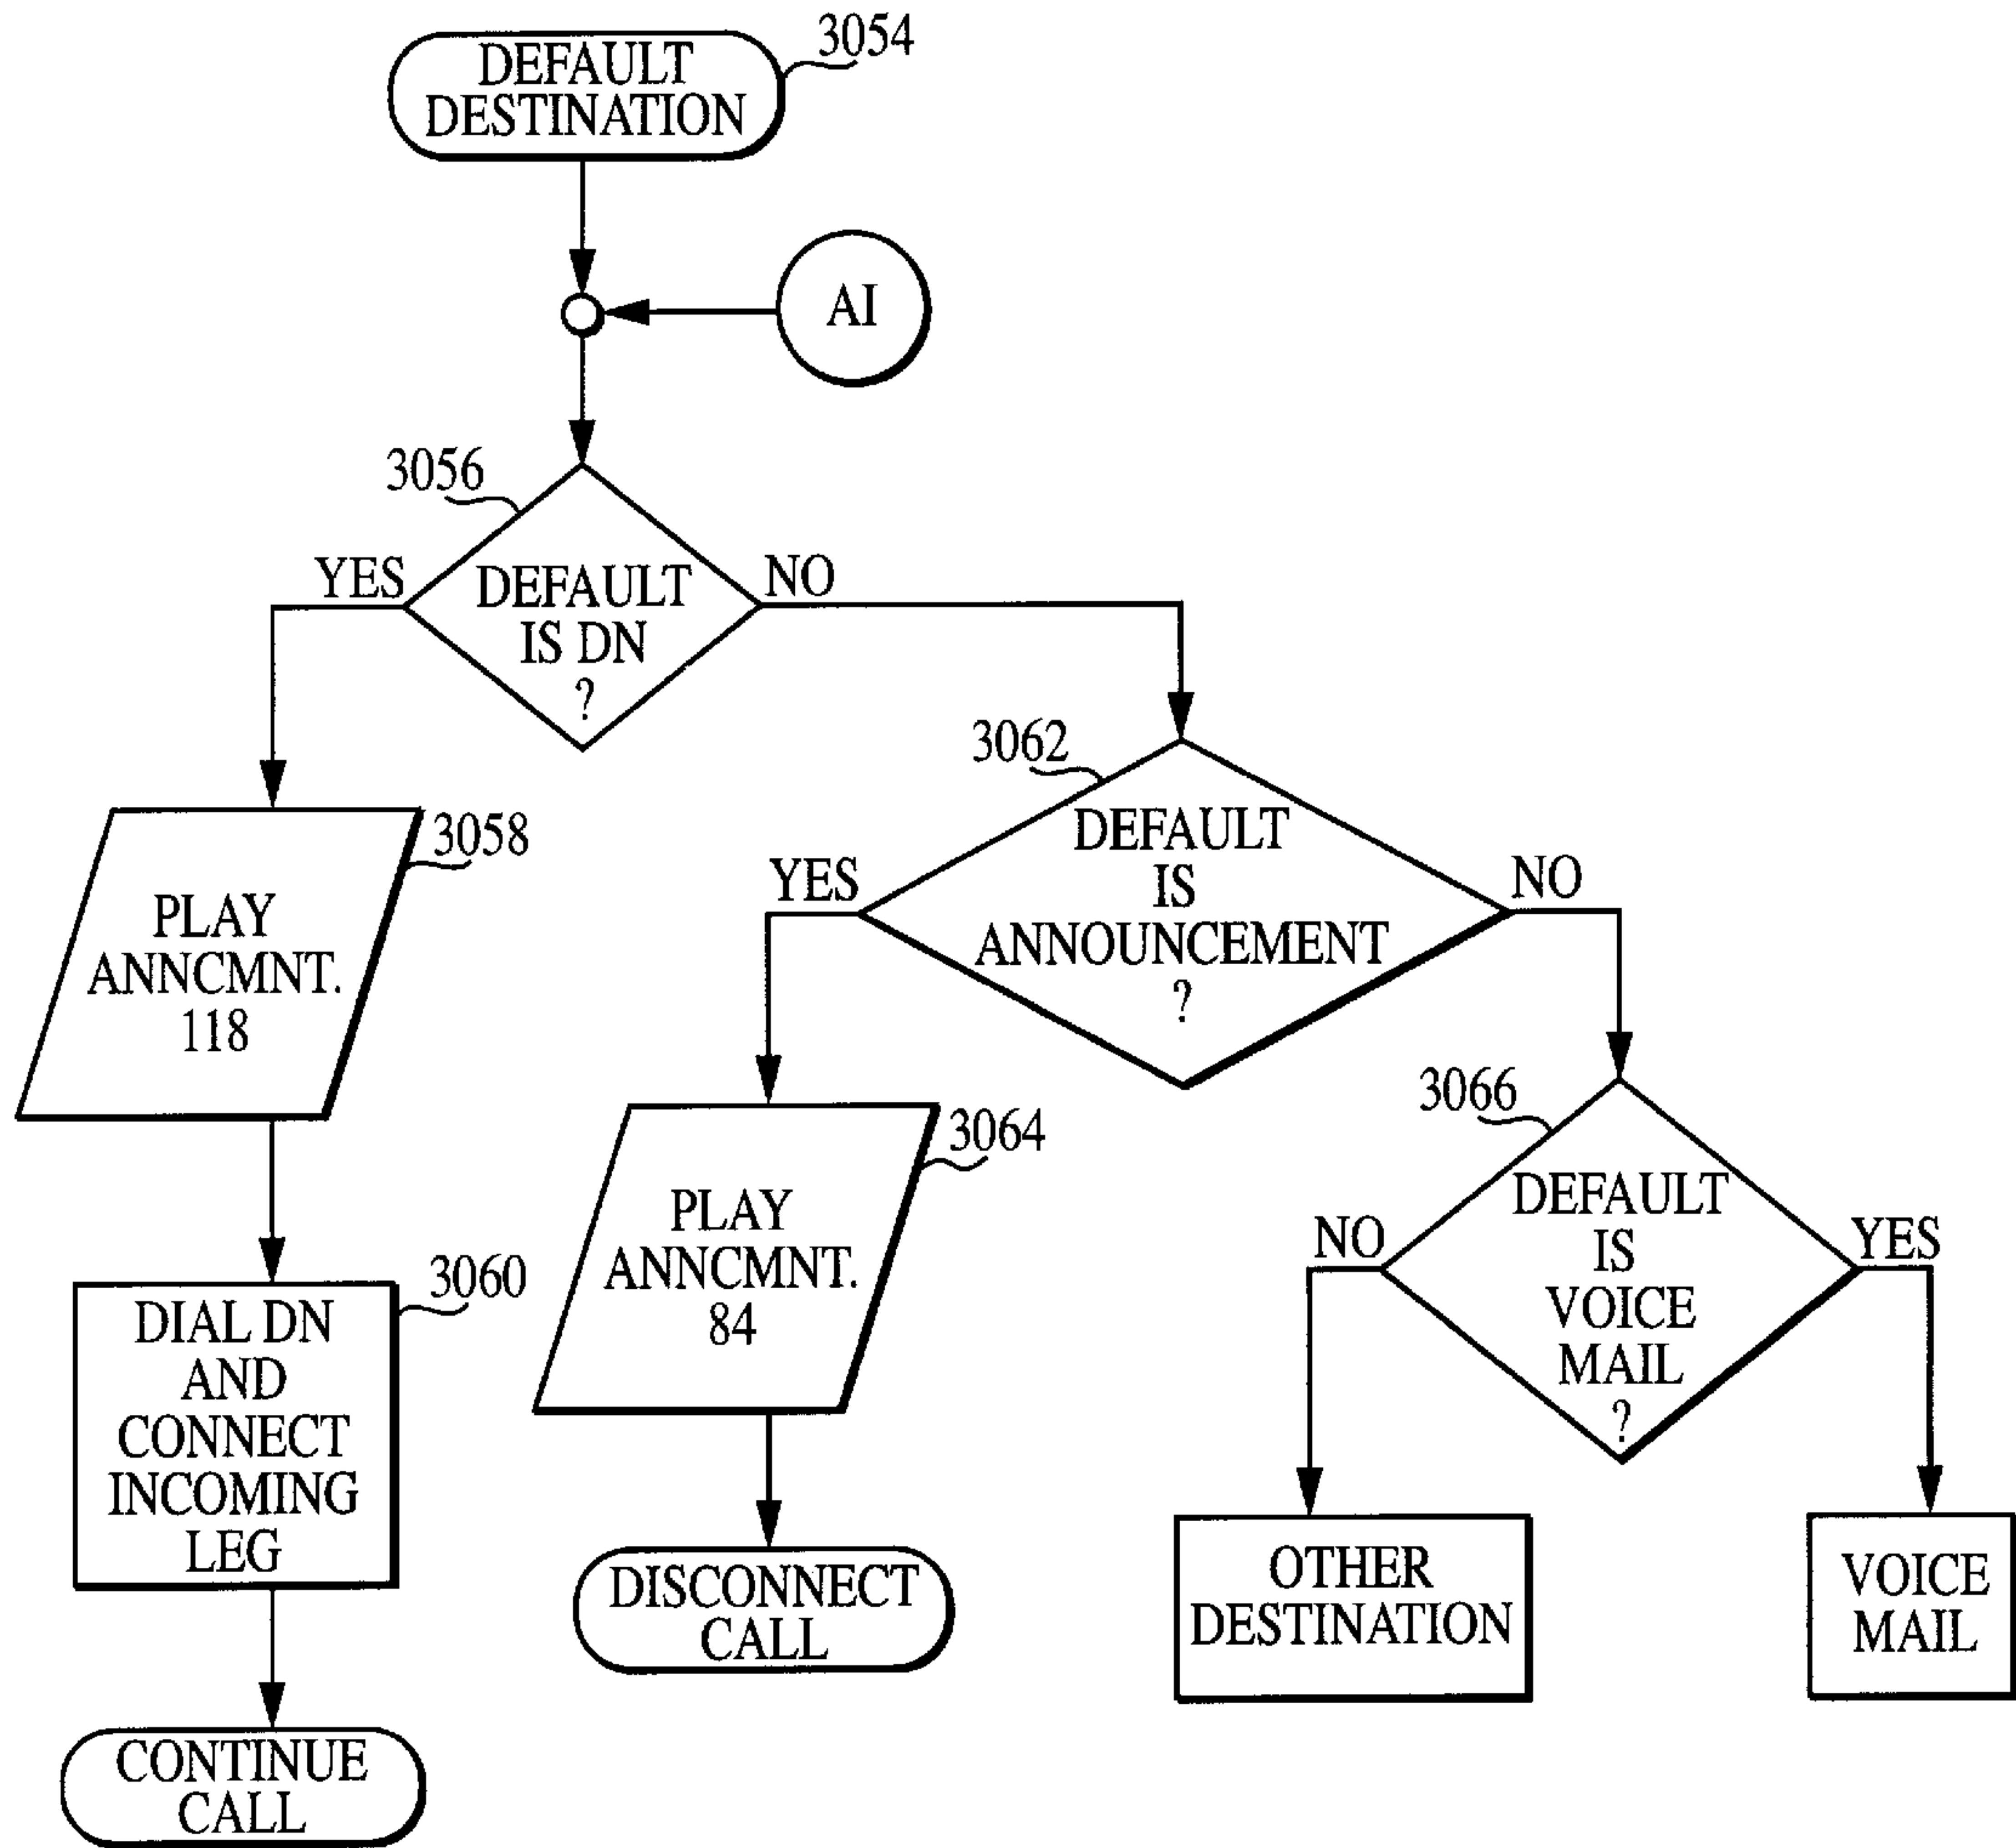 3054
DEFAULT
DESTINATION
AI
3056
YES
NO
DEFAULT
IS DN
?
3062
3058
DEFAULT
IS
ANNOUNCEMENT
?
YES
NO
PLAY
ANNCMNT.
118
3066
3064
PLAY
ANNCMNT.
84
DEFAULT
IS
VOICE
MAIL
?
NO
YES
3060
DIAL DN
AND
CONNECT
INCOMING
LEG
DISCONNECT
CALL
OTHER
DESTINATION
VOICE
MAIL
CONTINUE
CALL